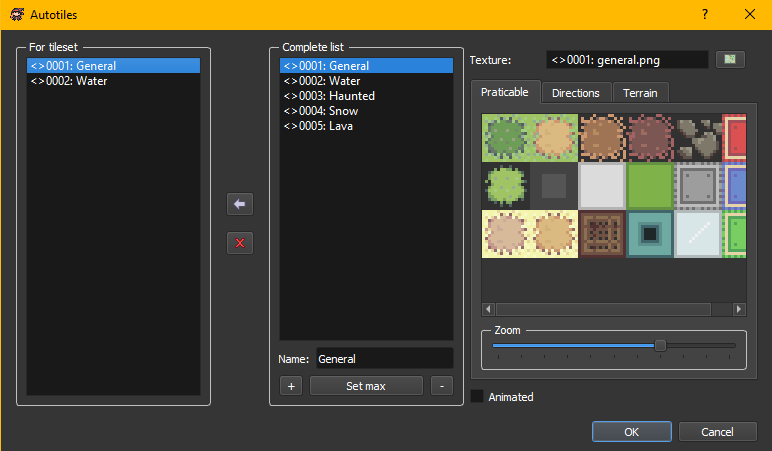 Autotiles
For tileset
<>0001: General
<>0002: Water
Complete list
<>0001: General
<>0002: Water
<>0003: Haunted
<>0004: Snow
<>0005: Lava
Name: General
+ Set max -
Texture: <>0001: general.png
Praticable Directions Terrain
Zoom
Animated
OK Cancel